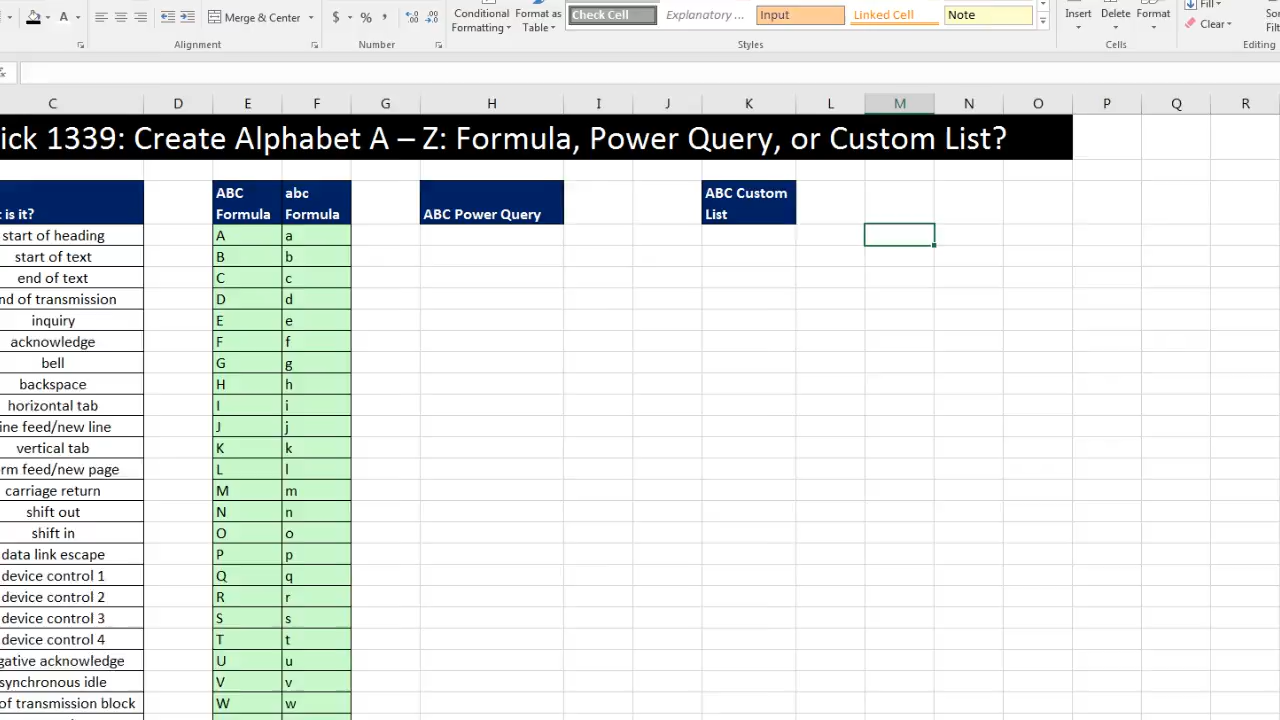 Merge & Center
$
%
Conditional
Formatting
Format as
Table
Check Cell
Explanatory ...
Input
Linked Cell
Note
Insert
Delete
Format
Fill
Clear
Alignment
Number
Styles
Cells
Editing
C D E F G H I J K L M N O P Q R
ick 1339: Create Alphabet A – Z: Formula, Power Query, or Custom List?
is it?
ABC
Formula
abc
Formula
ABC Power Query
ABC Custom
List
start of heading A a
start of text B b
end of text C c
nd of transmission D d
inquiry E e
acknowledge F f
bell G g
backspace H h
horizontal tab I i
ine feed/new line J j
vertical tab K k
rm feed/new page L l
carriage return M m
shift out N n
shift in O o
data link escape P p
device control 1 Q q
device control 2 R r
device control 3 S s
device control 4 T t
gative acknowledge U u
synchronous idle V v
of transmission block W w